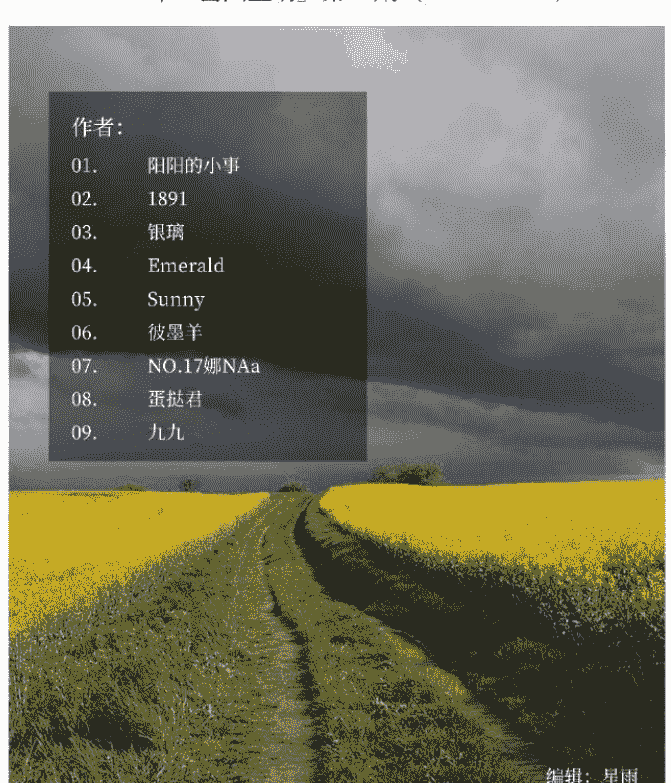 作者：
01. 阳阳的小事
02. 1891
03. 银璃
04. Emerald
05. Sunny
06. 彼墨羊
07. NO.17娜NAa
08. 蛋挞君
09. 九九
编辑：星雨